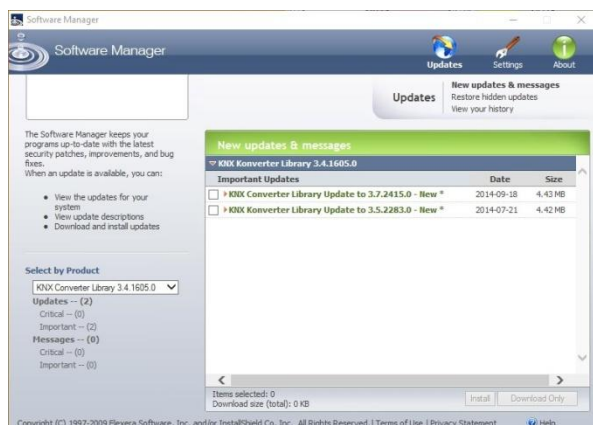 Software Manager
Software Manager
Updates
Settings
About
Updates
New updates & messages
Restore hidden updates
View your history
The Software Manager keeps your
programs up-to-date with the latest
security patches, improvements, and bug
fixes.
When an update is available, you can:
View the updates for your
system
View update descriptions
Download and install updates
Select by Product
KNX Converter Library 3.4.1605.0
Updates -- (2)
Critical -- (0)
Important -- (2)
Messages -- (0)
Critical -- (0)
Important -- (0)
New updates & messages
KNX Konverter Library 3.4.1605.0
Important Updates Date Size
KNX Converter Library Update to 3.7.2415.0 - New * 2014-09-18 4.43 MB
KNX Konverter Library Update to 3.5.2283.0 - New * 2014-07-21 4.42 MB
Items selected: 0
Download size (total): 0 KB
Install
Download Only
Copyright (C) 1997-2009 Flexera Software, Inc. and/or InstallShield Co., Inc. All Rights Reserved. | Terms of Use | Privacy Statement
Help